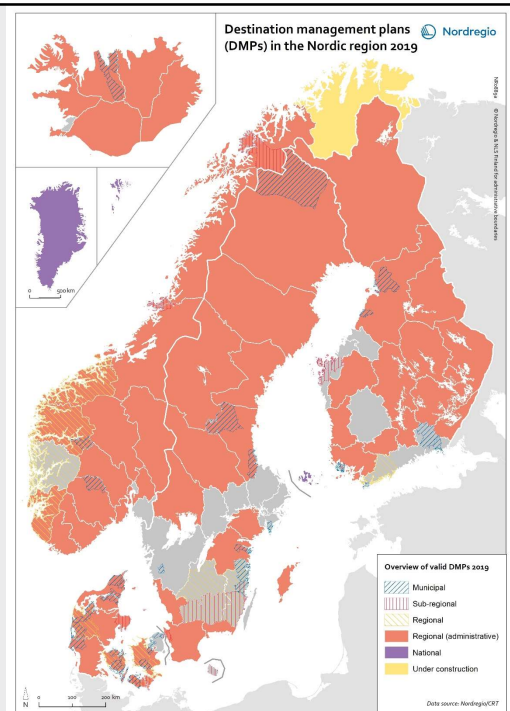 Destination management plans
(DMPs) in the Nordic region 2019
Nordregio
NR08892
© Nordregio & NLS Finland for administrative boundaries
0 500 km
Overview of valid DMPs 2019
Municipal
Sub-regional
Regional
Regional (administrative)
National
Under construction
N
0 100 200 km
Data source: Nordregio/CRT